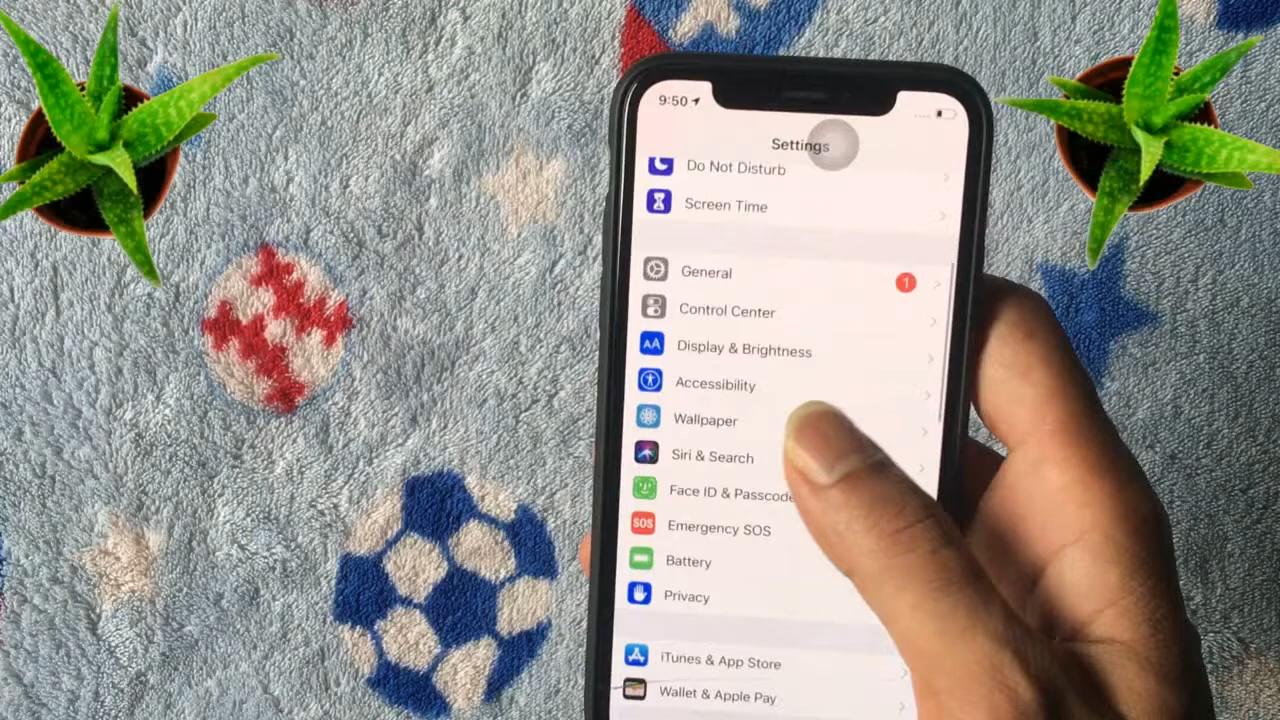 9:50
Settings
Do Not Disturb
Screen Time
General 1
Control Center
AA Display & Brightness
Accessibility
Wallpaper
Siri & Search
Face ID & Passcode
SOS Emergency SOS
Battery
Privacy
iTunes & App Store
Wallet & Apple Pay